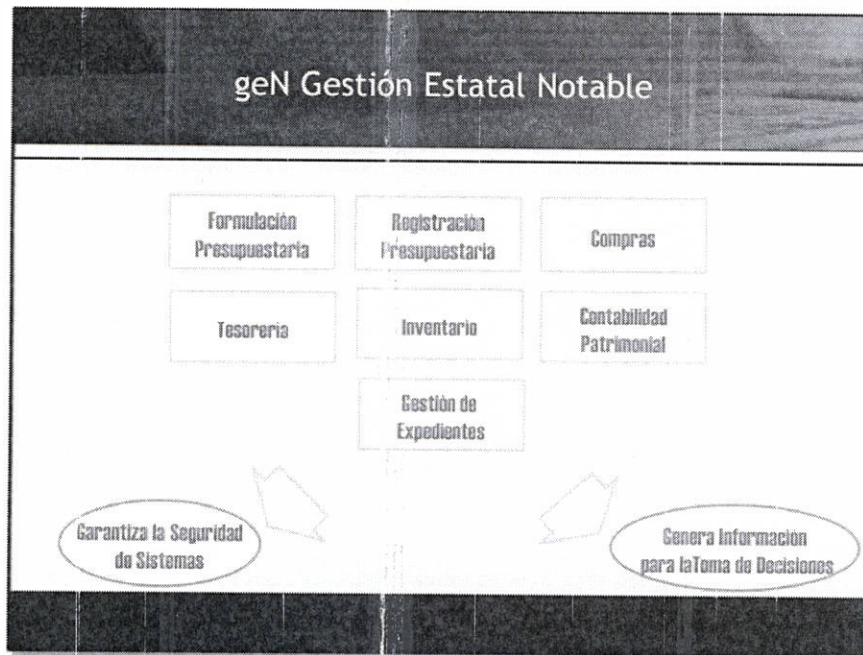 geN Gestión Estatal Notable
Formulación
Presupuestaria
Registración
Presupuestaria
Compras
Tesoreria
Inventario
Contabilidad
Patrimonial
Gestión de
Expedientes
Garantiza la Seguridad
de Sistemas
Genera Información
para laToma de Decisiones